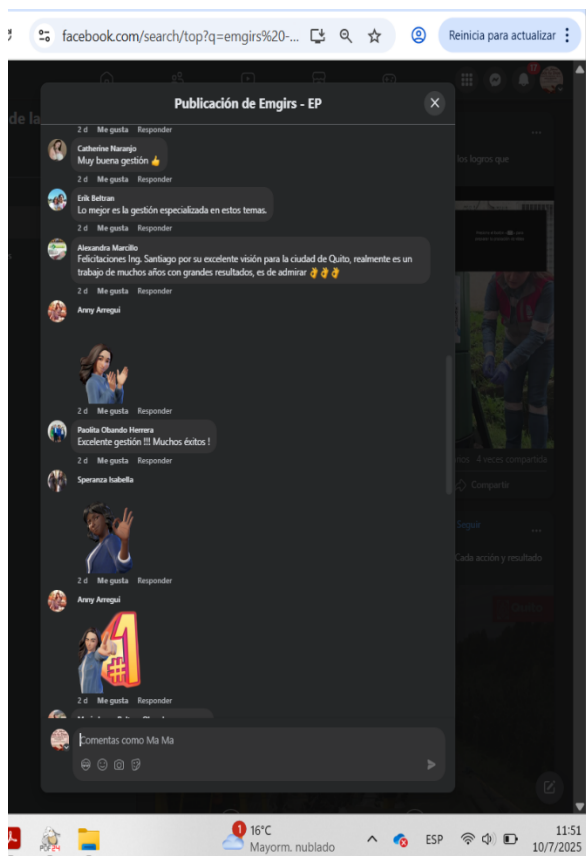 facebook.com/search/top?q=emgirs%20-...
Reinicia para actualizar
17
de la
Publicación de Emgirs - EP
2 d Me gusta Responder
Catherine Naranjo
Muy buena gestión 👍
los logros que
2 d Me gusta Responder
Erik Beltran
Lo mejor es la gestión especializada en estos temas.
2 d Me gusta Responder
Alexandra Marcillo
Felicitaciones Ing. Santiago por su excelente visión para la ciudad de Quito, realmente es un
trabajo de muchos años con grandes resultados, es de admirar
2 d Me gusta Responder
Anny Arregui
2 d Me gusta Responder
Paolita Obando Herrera
Excelente gestión !!! Muchos éxitos !
4 veces compartida
2 d Me gusta Responder
Speranza Isabella
Compartir
Seguir
Cada acción y resultado
2 d Me gusta Responder
Anny Arregui
#1
2 d Me gusta Responder
Comentas como Ma Ma
PDF24
1
16°C
Mayorm. nublado
ESP
11:51
10/7/2025